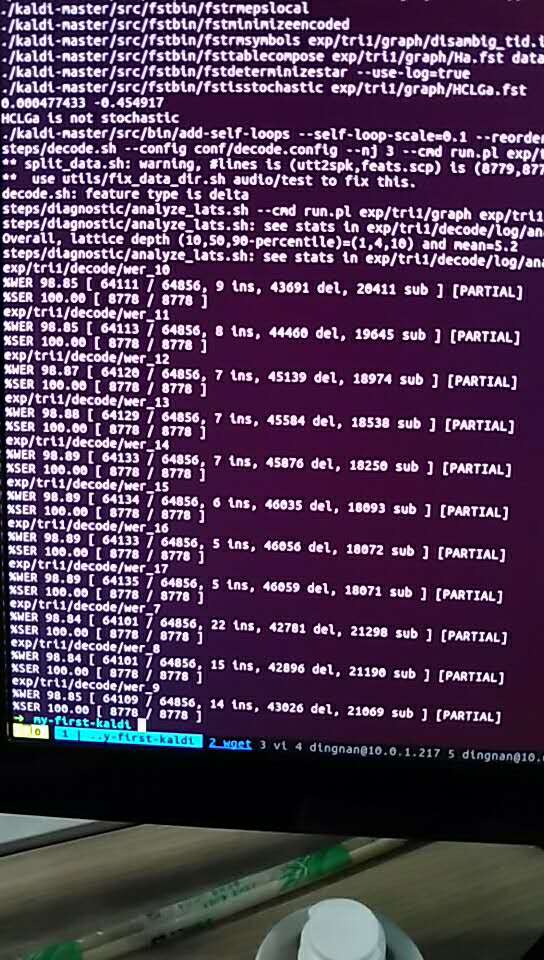 ./kaldi-master/src/fstbin/fstrmepslocal
./kaldi-master/src/fstbin/fstminimizeencoded
./kaldi-master/src/fstbin/fstrmsymbols exp/tri1/graph/disambig_tid.i
./kaldi-master/src/fstbin/fsttablecompose exp/tri1/graph/Ha.fst data
./kaldi-master/src/fstbin/fstdeterminizestar --use-log=true
./kaldi-master/src/fstbin/fstisstochastic exp/tri1/graph/HCLGa.fst
0.000477433 -0.454917
HCLGa is not stochastic
./kaldi-master/src/bin/add-self-loops --self-loop-scale=0.1 --reorder
steps/decode.sh --config conf/decode.config --nj 3 --cmd run.pl exp/t
** split_data.sh: warning, #lines is (utt2spk,feats.scp) is (8779,877
**  use utils/fix_data_dir.sh audio/test to fix this.
decode.sh: feature type is delta
steps/diagnostic/analyze_lats.sh --cmd run.pl exp/tri1/graph exp/tri1
steps/diagnostic/analyze_lats.sh: see stats in exp/tri1/decode/log/ana
Overall, lattice depth (10,50,90-percentile)=(1,4,10) and mean=5.2
steps/diagnostic/analyze_lats.sh: see stats in exp/tri1/decode/log/ana
exp/tri1/decode/wer_10
%WER 98.85 [ 64111 / 64856, 9 ins, 43691 del, 20411 sub ] [PARTIAL]
%SER 100.00 [ 8778 / 8778 ]
exp/tri1/decode/wer_11
%WER 98.85 [ 64113 / 64856, 8 ins, 44460 del, 19645 sub ] [PARTIAL]
%SER 100.00 [ 8778 / 8778 ]
exp/tri1/decode/wer_12
%WER 98.87 [ 64120 / 64856, 7 ins, 45139 del, 18974 sub ] [PARTIAL]
%SER 100.00 [ 8778 / 8778 ]
exp/tri1/decode/wer_13
%WER 98.88 [ 64129 / 64856, 7 ins, 45584 del, 18538 sub ] [PARTIAL]
%SER 100.00 [ 8778 / 8778 ]
exp/tri1/decode/wer_14
%WER 98.89 [ 64133 / 64856, 7 ins, 45876 del, 18250 sub ] [PARTIAL]
%SER 100.00 [ 8778 / 8778 ]
exp/tri1/decode/wer_15
%WER 98.89 [ 64134 / 64856, 6 ins, 46035 del, 18093 sub ] [PARTIAL]
%SER 100.00 [ 8778 / 8778 ]
exp/tri1/decode/wer_16
%WER 98.89 [ 64133 / 64856, 5 ins, 46056 del, 18072 sub ] [PARTIAL]
%SER 100.00 [ 8778 / 8778 ]
exp/tri1/decode/wer_17
%WER 98.89 [ 64135 / 64856, 5 ins, 46059 del, 18071 sub ] [PARTIAL]
%SER 100.00 [ 8778 / 8778 ]
exp/tri1/decode/wer_7
%WER 98.84 [ 64101 / 64856, 22 ins, 42781 del, 21298 sub ] [PARTIAL]
%SER 100.00 [ 8778 / 8778 ]
exp/tri1/decode/wer_8
%WER 98.84 [ 64101 / 64856, 15 ins, 42896 del, 21190 sub ] [PARTIAL]
%SER 100.00 [ 8778 / 8778 ]
exp/tri1/decode/wer_9
%WER 98.85 [ 64109 / 64856, 14 ins, 43026 del, 21069 sub ] [PARTIAL]
%SER 100.00 [ 8778 / 8778 ]
→ my-first-kaldi
0 1 ..y-first-kaldi 2 wget 3 vi 4 dingnan@10.0.1.217 5 dingnan@10.